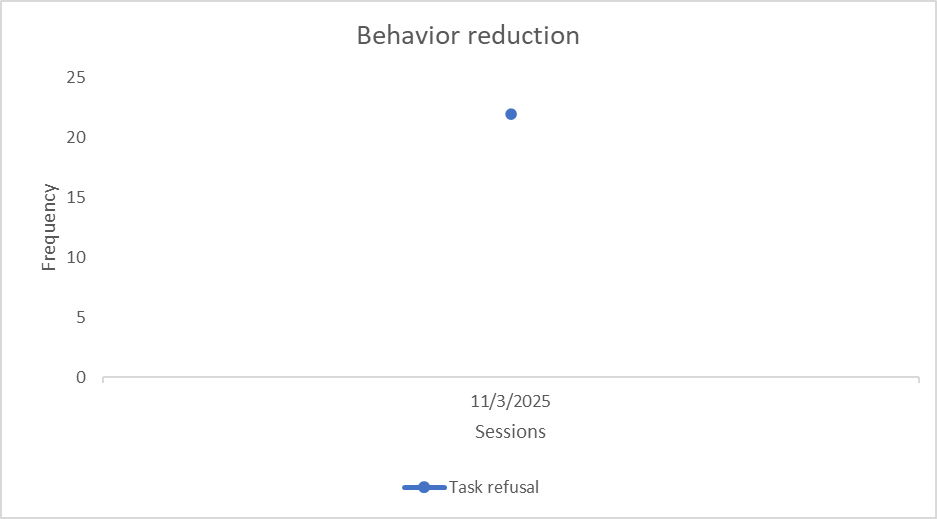 Behavior reduction
25
20
15
10
5
0
Frequency
11/3/2025
Sessions
Task refusal